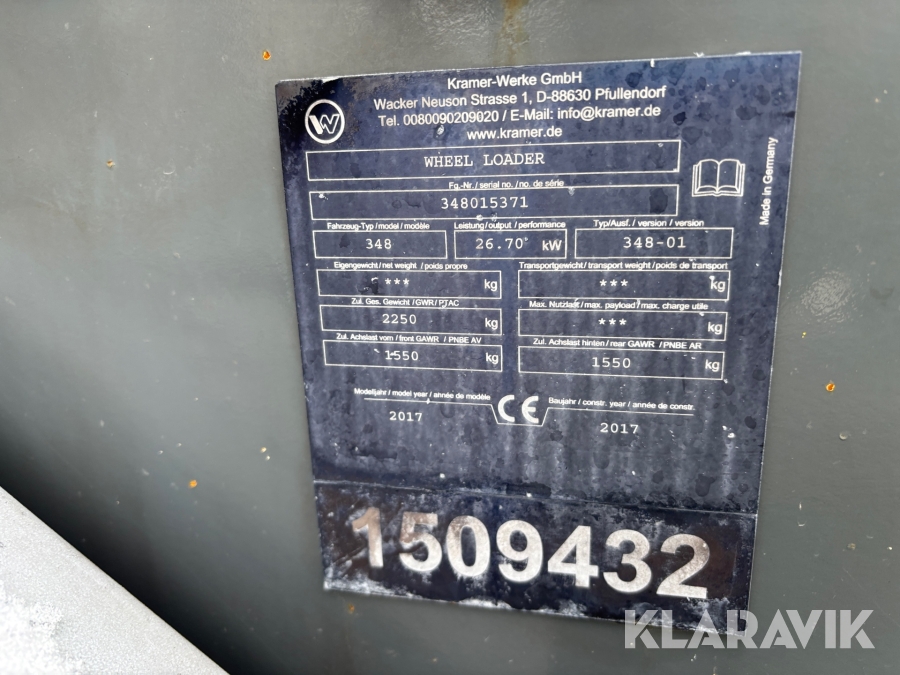 Kramer-Werke GmbH
Wacker Neuson Strasse 1, D-88630 Pfullendorf
Tel. 0080090209020 / E-Mail: info@kramer.de
www.kramer.de
W
WHEEL LOADER
Fg.-Nr./ serial no. / no. de série
348015371
Made in Germany
Fahrzeug-Typ / model / modèle
348
Leistung / output / performance
26.70 kW
Typ/Ausf. / version / version
348-01
Eigengewicht / net weight / poids propre
*** kg
Transportgewicht / transport weight / poids de transport
*** kg
Zul. Ges. Gewicht / GWR / PTAC
2250 kg
Max. Nutzlast / max. payload / max. charge utile
*** kg
Zul. Achslast vorn / front GAWR / PNBE AV
1550 kg
Zul. Achslast hinten / rear GAWR / PNBE AR
1550 kg
Modelljahr / model year / année de modèle
2017
CE
Baujahr / constr. year / année de constr.
2017
1509432
KLARAVIK